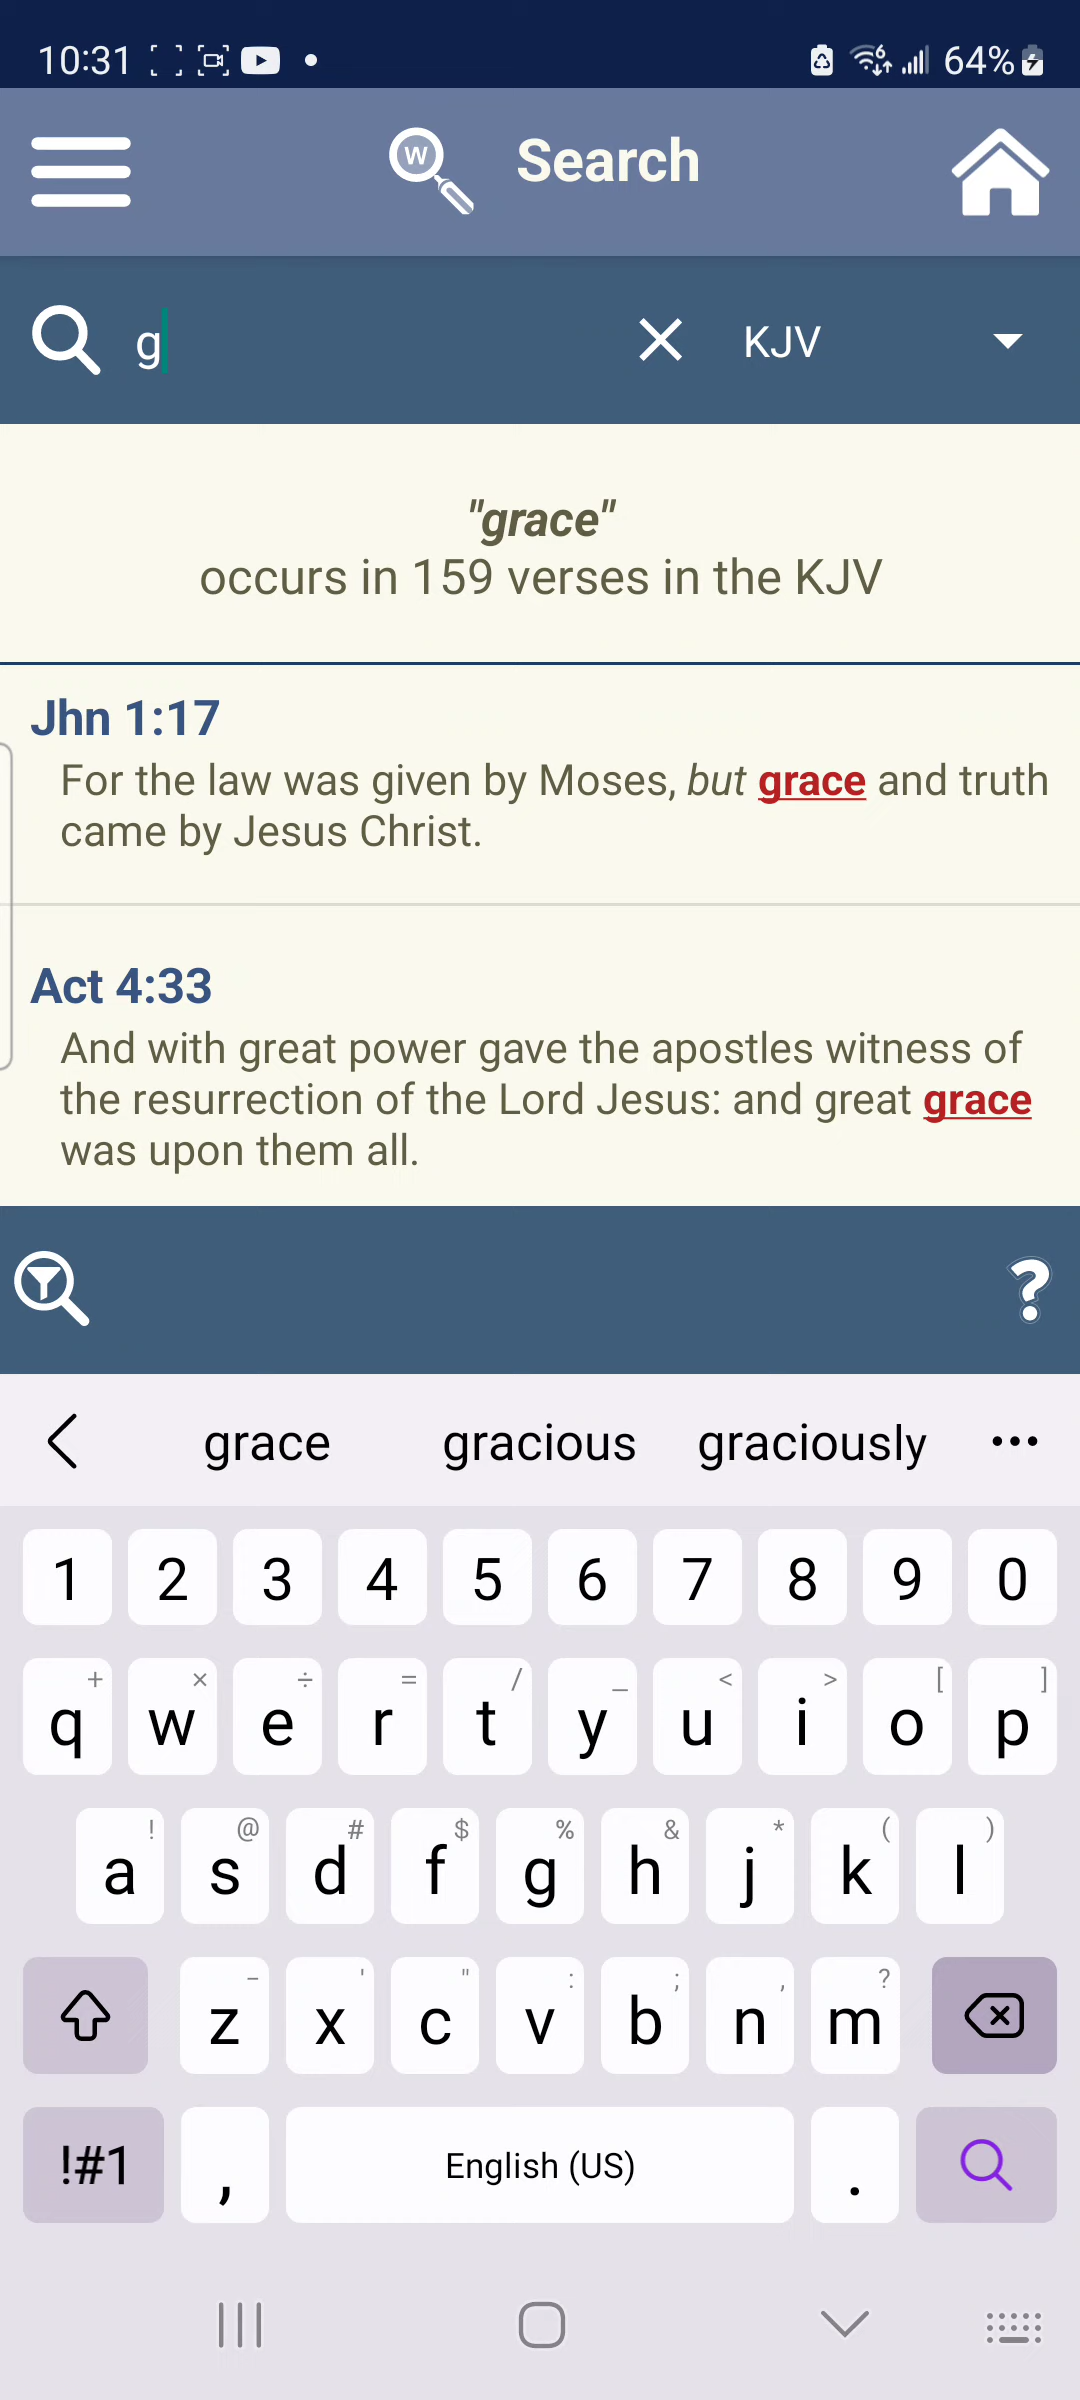 10:31
64%
W
Search
g
KJV
"grace"
occurs in 159 verses in the KJV
Jhn 1:17
For the law was given by Moses, but grace and truth
came by Jesus Christ.
Act 4:33
And with great power gave the apostles witness of
the resurrection of the Lord Jesus: and great grace
was upon them all.
?
grace gracious graciously ...
1 2 3 4 5 6 7 8 9 0
+ × ÷ = / _ < > [ ]
q w e r t y u i o p
! @ # $ % & * ( )
a s d f g h j k l
- ' " : ; , ?
z x c v b n m
!#1 , English (US) .